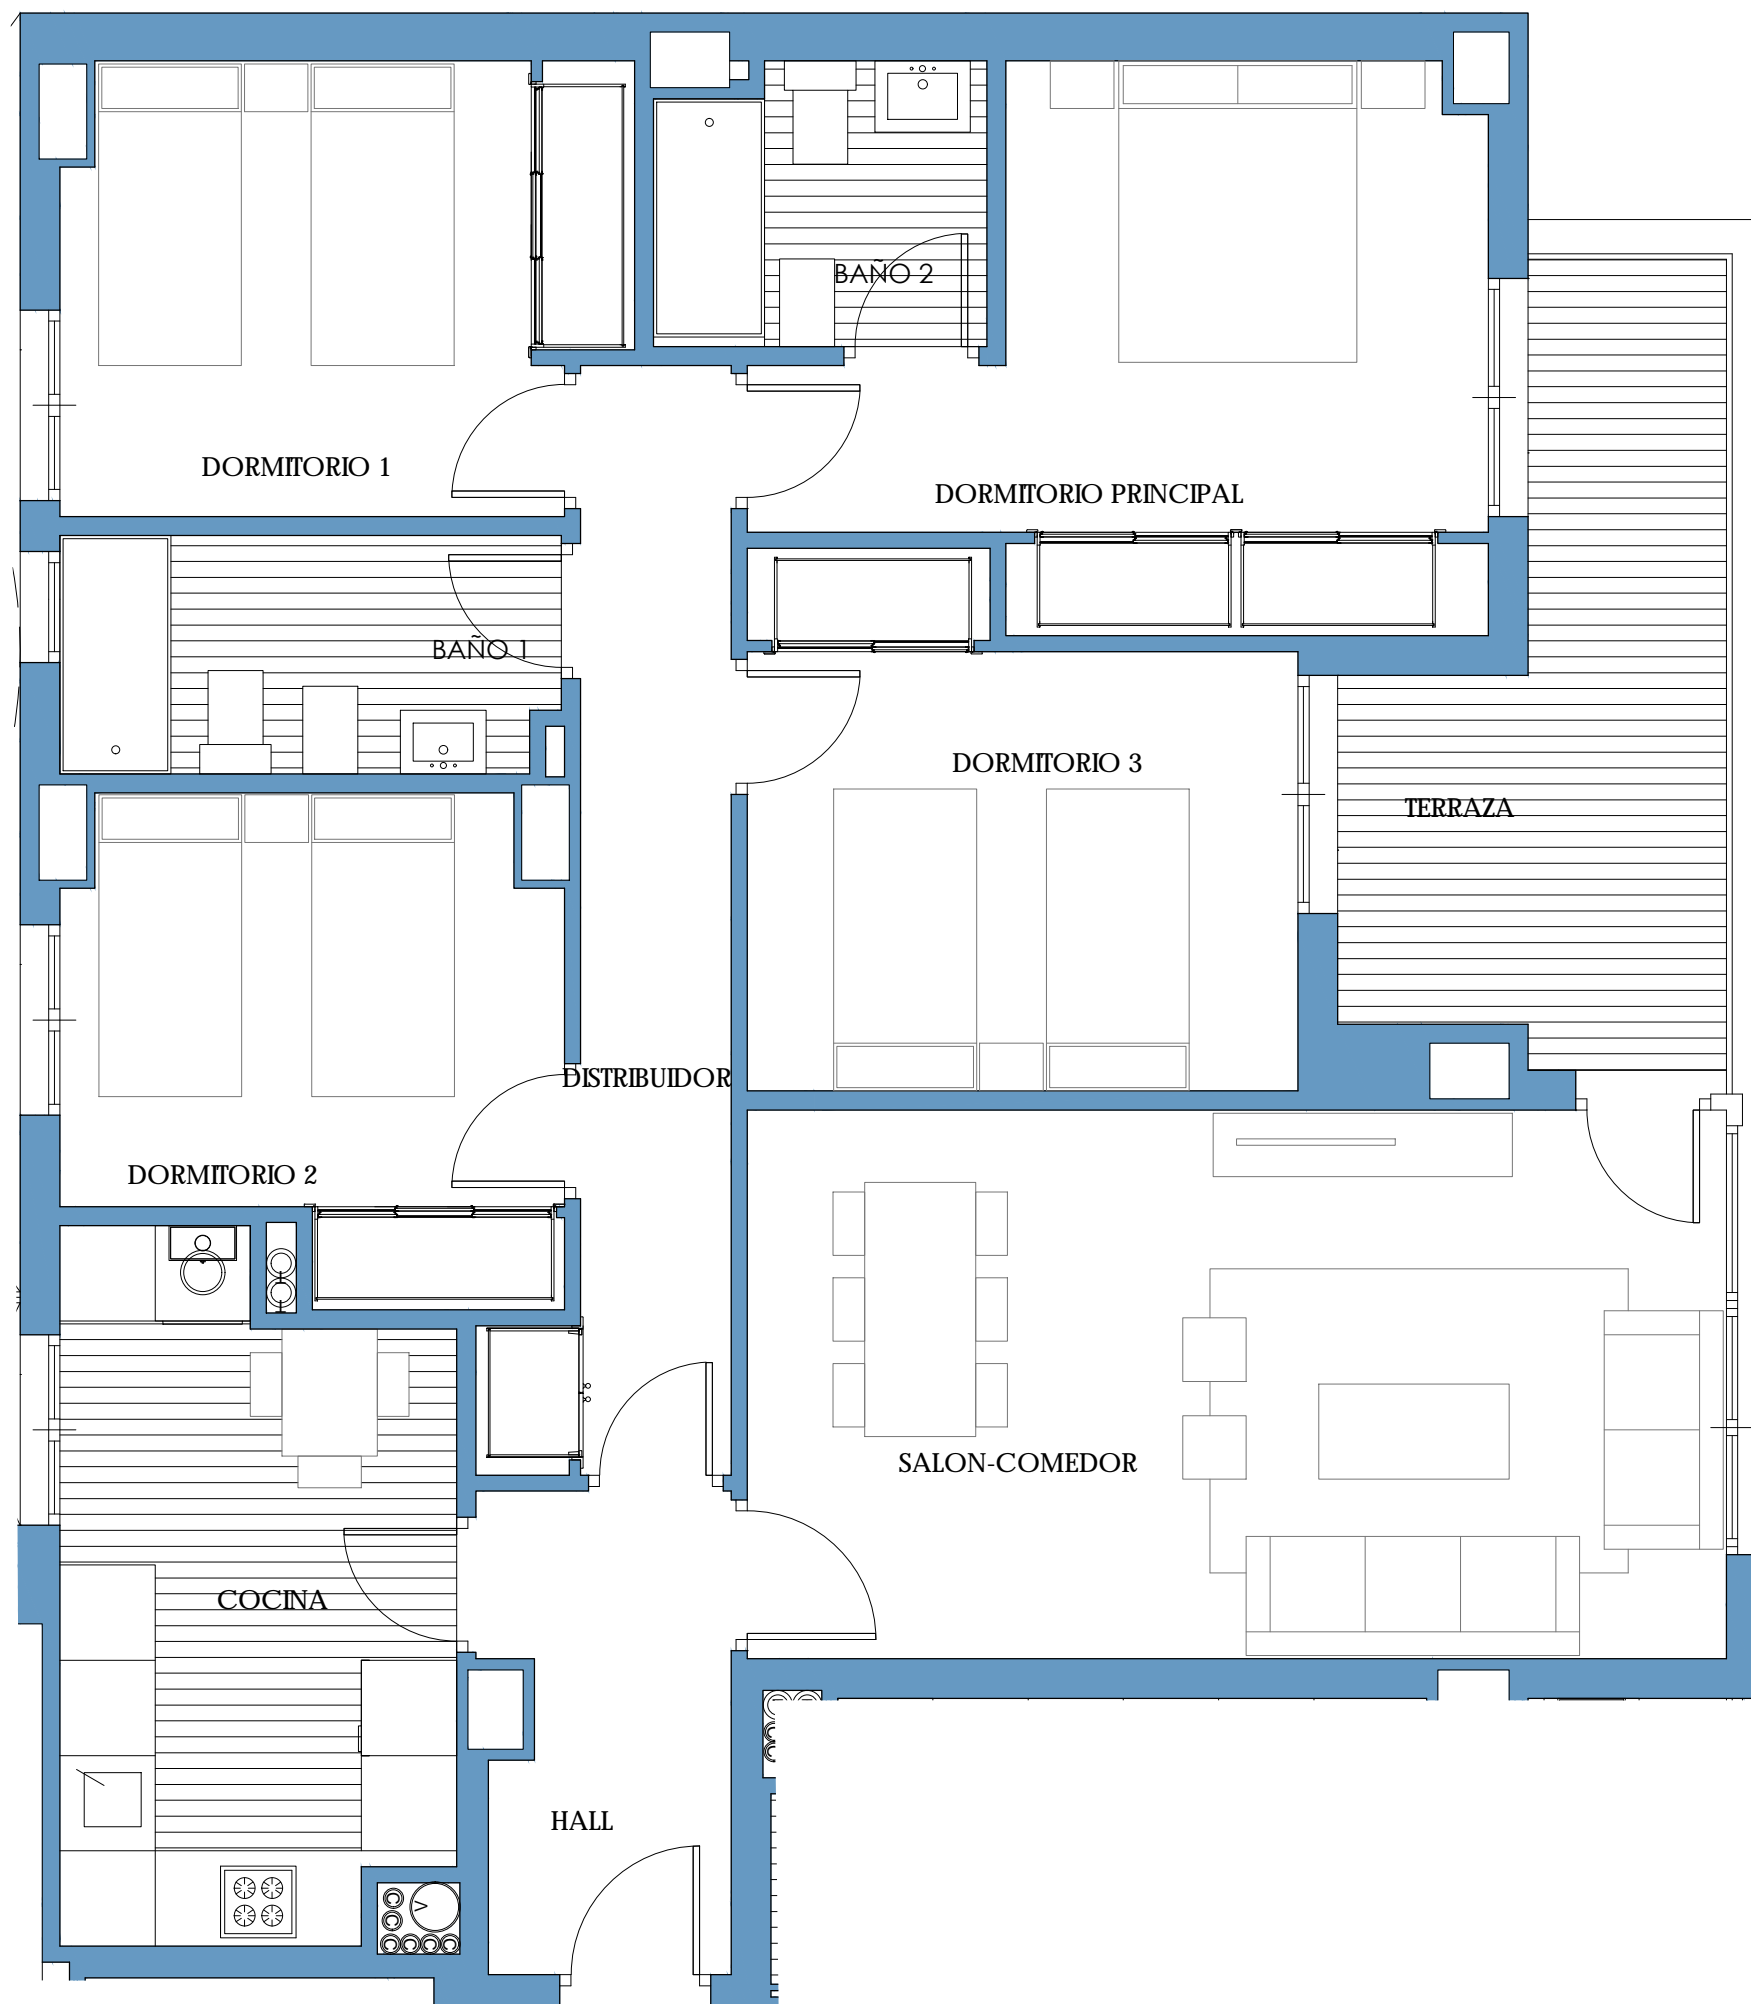 BAÑO 2
DORMITORIO 1
DORMITORIO PRINCIPAL
BAÑO 1
DORMITORIO 3
TERRAZA
DISTRIBUIDOR
DORMITORIO 2
SALON-COMEDOR
COCINA
HALL
C
V
C
C
C
C
C